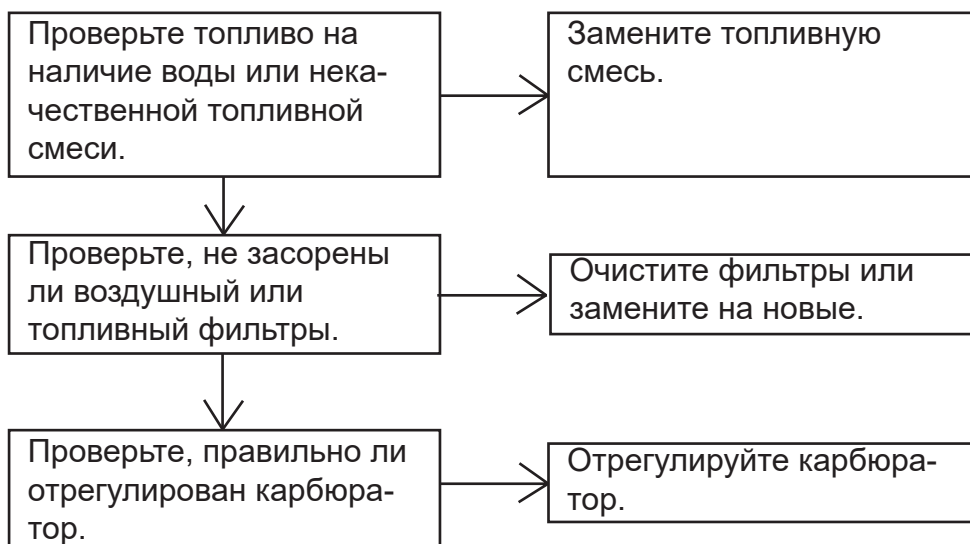 Проверьте топливо на
наличие воды или нека-
чественной топливной
смеси.
Замените топливную
смесь.
Проверьте, не засорены
ли воздушный или
топливный фильтры.
Очистите фильтры или
замените на новые.
Проверьте, правильно ли
отрегулирован карбюра-
тор.
Отрегулируйте карбюра-
тор.